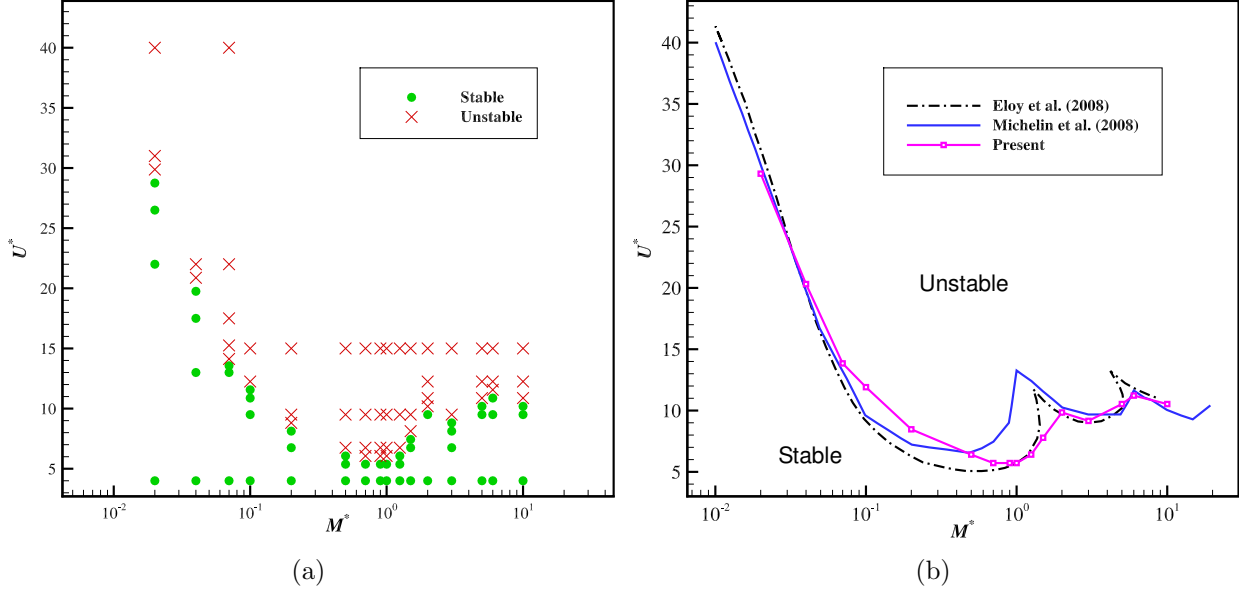 40
35
30
25
20
15
10
5
U*
10^-2
10^-1
10^0
10^1
M*
Stable
Unstable
(a)
40
35
30
25
20
15
10
5
U*
10^-2
10^-1
10^0
10^1
M*
Eloy et al. (2008)
Michelin et al. (2008)
Present
Unstable
Stable
(b)